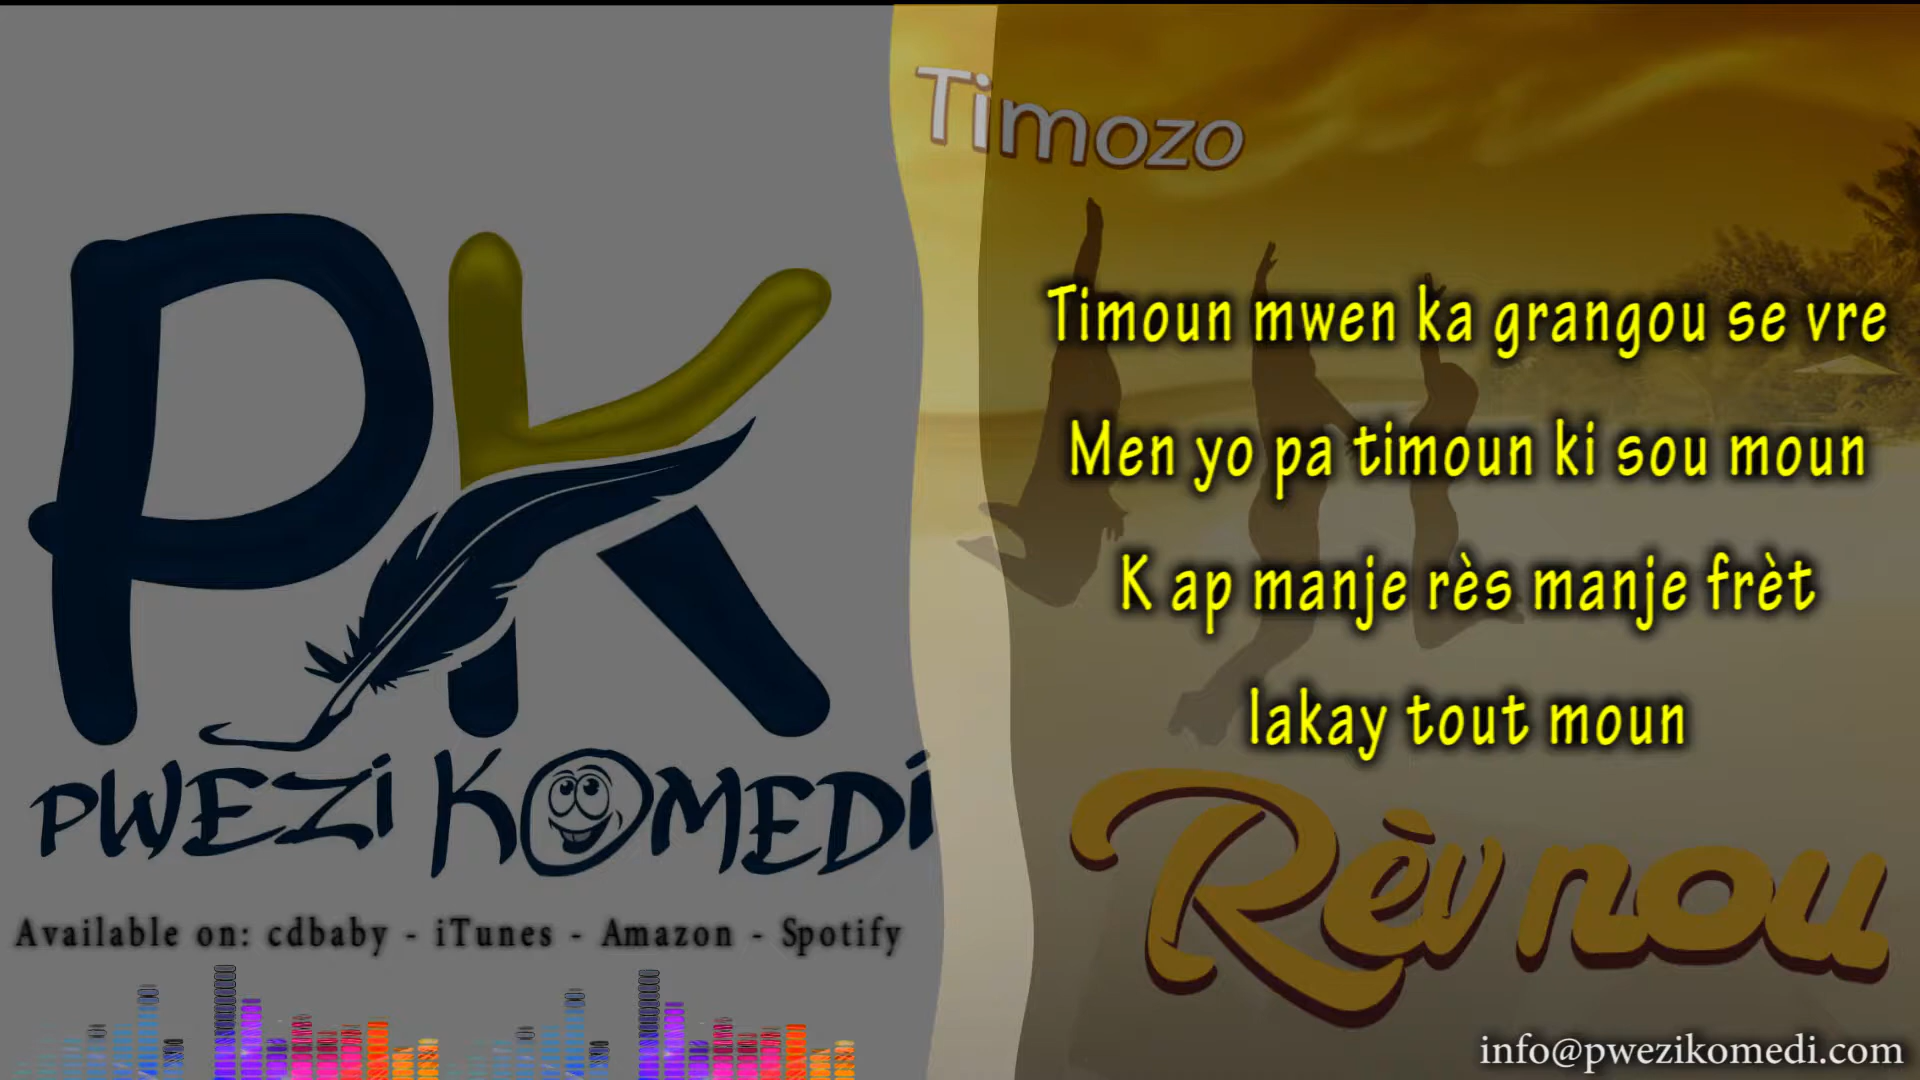 PK
PWEZI KOMEDI
Available on: cdbaby - iTunes - Amazon - Spotify
Timozo
Timoun mwen ka grangou se vre
Men yo pa timoun ki sou moun
K ap manje rès manje frèt
lakay tout moun
Rèv nou
info@pwezikomedi.com